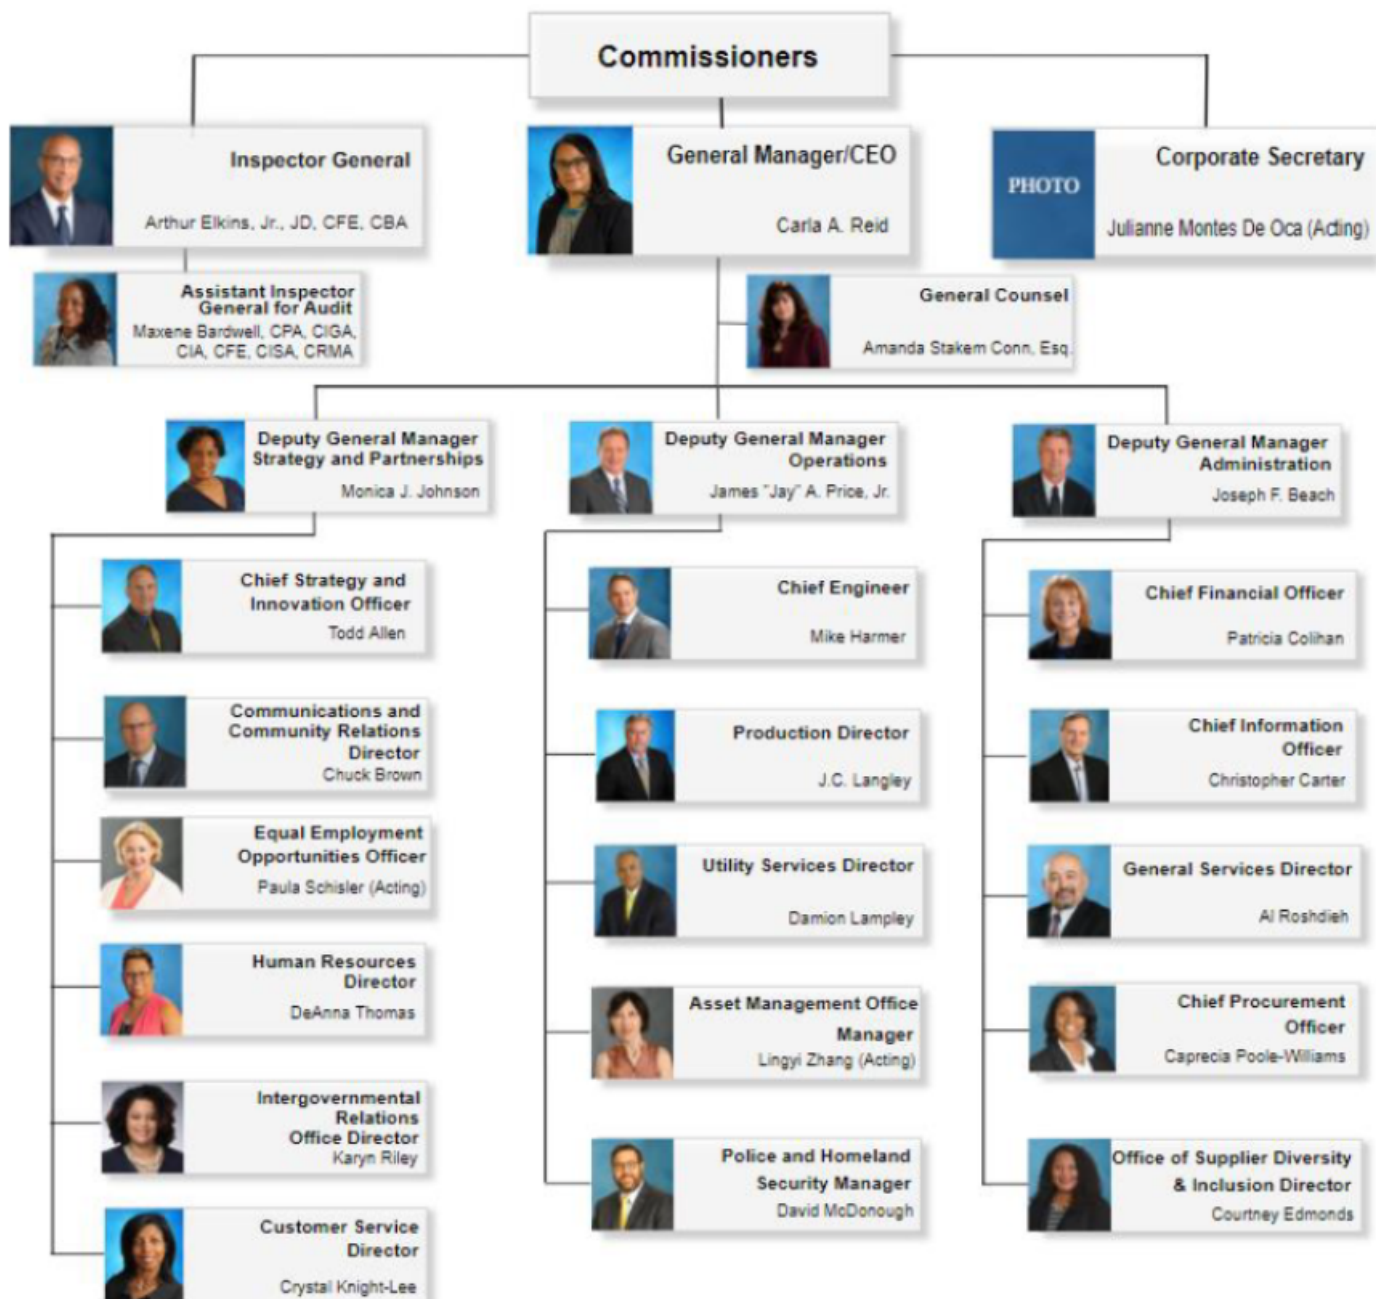 Commissioners
Inspector General
Arthur Elkins, Jr., JD, CFE, CBA
General Manager/CEO
Carla A. Reid
PHOTO
Corporate Secretary
Julianne Montes De Oca (Acting)
Assistant Inspector
General for Audit
Maxene Bardwell, CPA, CIGA,
CIA, CFE, CISA, CRMA
General Counsel
Amanda Stakem Conn, Esq.
Deputy General Manager
Strategy and Partnerships
Monica J. Johnson
Deputy General Manager
Operations
James "Jay" A. Price, Jr.
Deputy General Manager
Administration
Joseph F. Beach
Chief Strategy and
Innovation Officer
Todd Allen
Communications and
Community Relations
Director
Chuck Brown
Equal Employment
Opportunities Officer
Paula Schisler (Acting)
Human Resources
Director
DeAnna Thomas
Intergovernmental
Relations
Office Director
Karyn Riley
Customer Service
Director
Crystal Knight-Lee
Chief Engineer
Mike Harmer
Production Director
J.C. Langley
Utility Services Director
Damion Lampley
Asset Management Office
Manager
Lingyi Zhang (Acting)
Police and Homeland
Security Manager
David McDonough
Chief Financial Officer
Patricia Colihan
Chief Information
Officer
Christopher Carter
General Services Director
Al Roshdieh
Chief Procurement
Officer
Caprecia Poole-Williams
Office of Supplier Diversity
& Inclusion Director
Courtney Edmonds